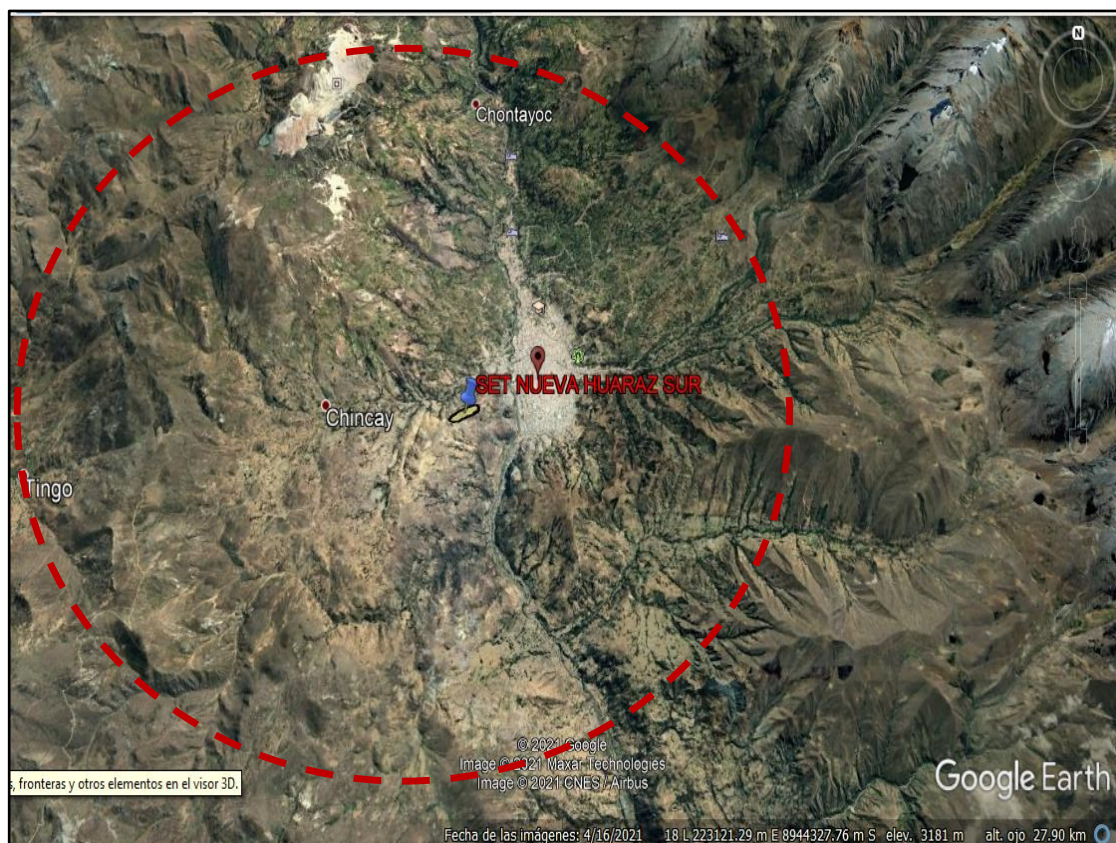 N
Chontayoc
SET NUEVA HUARAZ SUR
Chincay
Tingo
© 2021 Google
Image © 2021 Maxar Technologies
Image © 2021 CNES / Airbus
s, fronteras y otros elementos en el visor 3D.
Google Earth
Fecha de las imágenes: 4/16/2021 18 L 223121.29 m E 8944327.76 m S elev. 3181 m alt. ojo 27.90 km